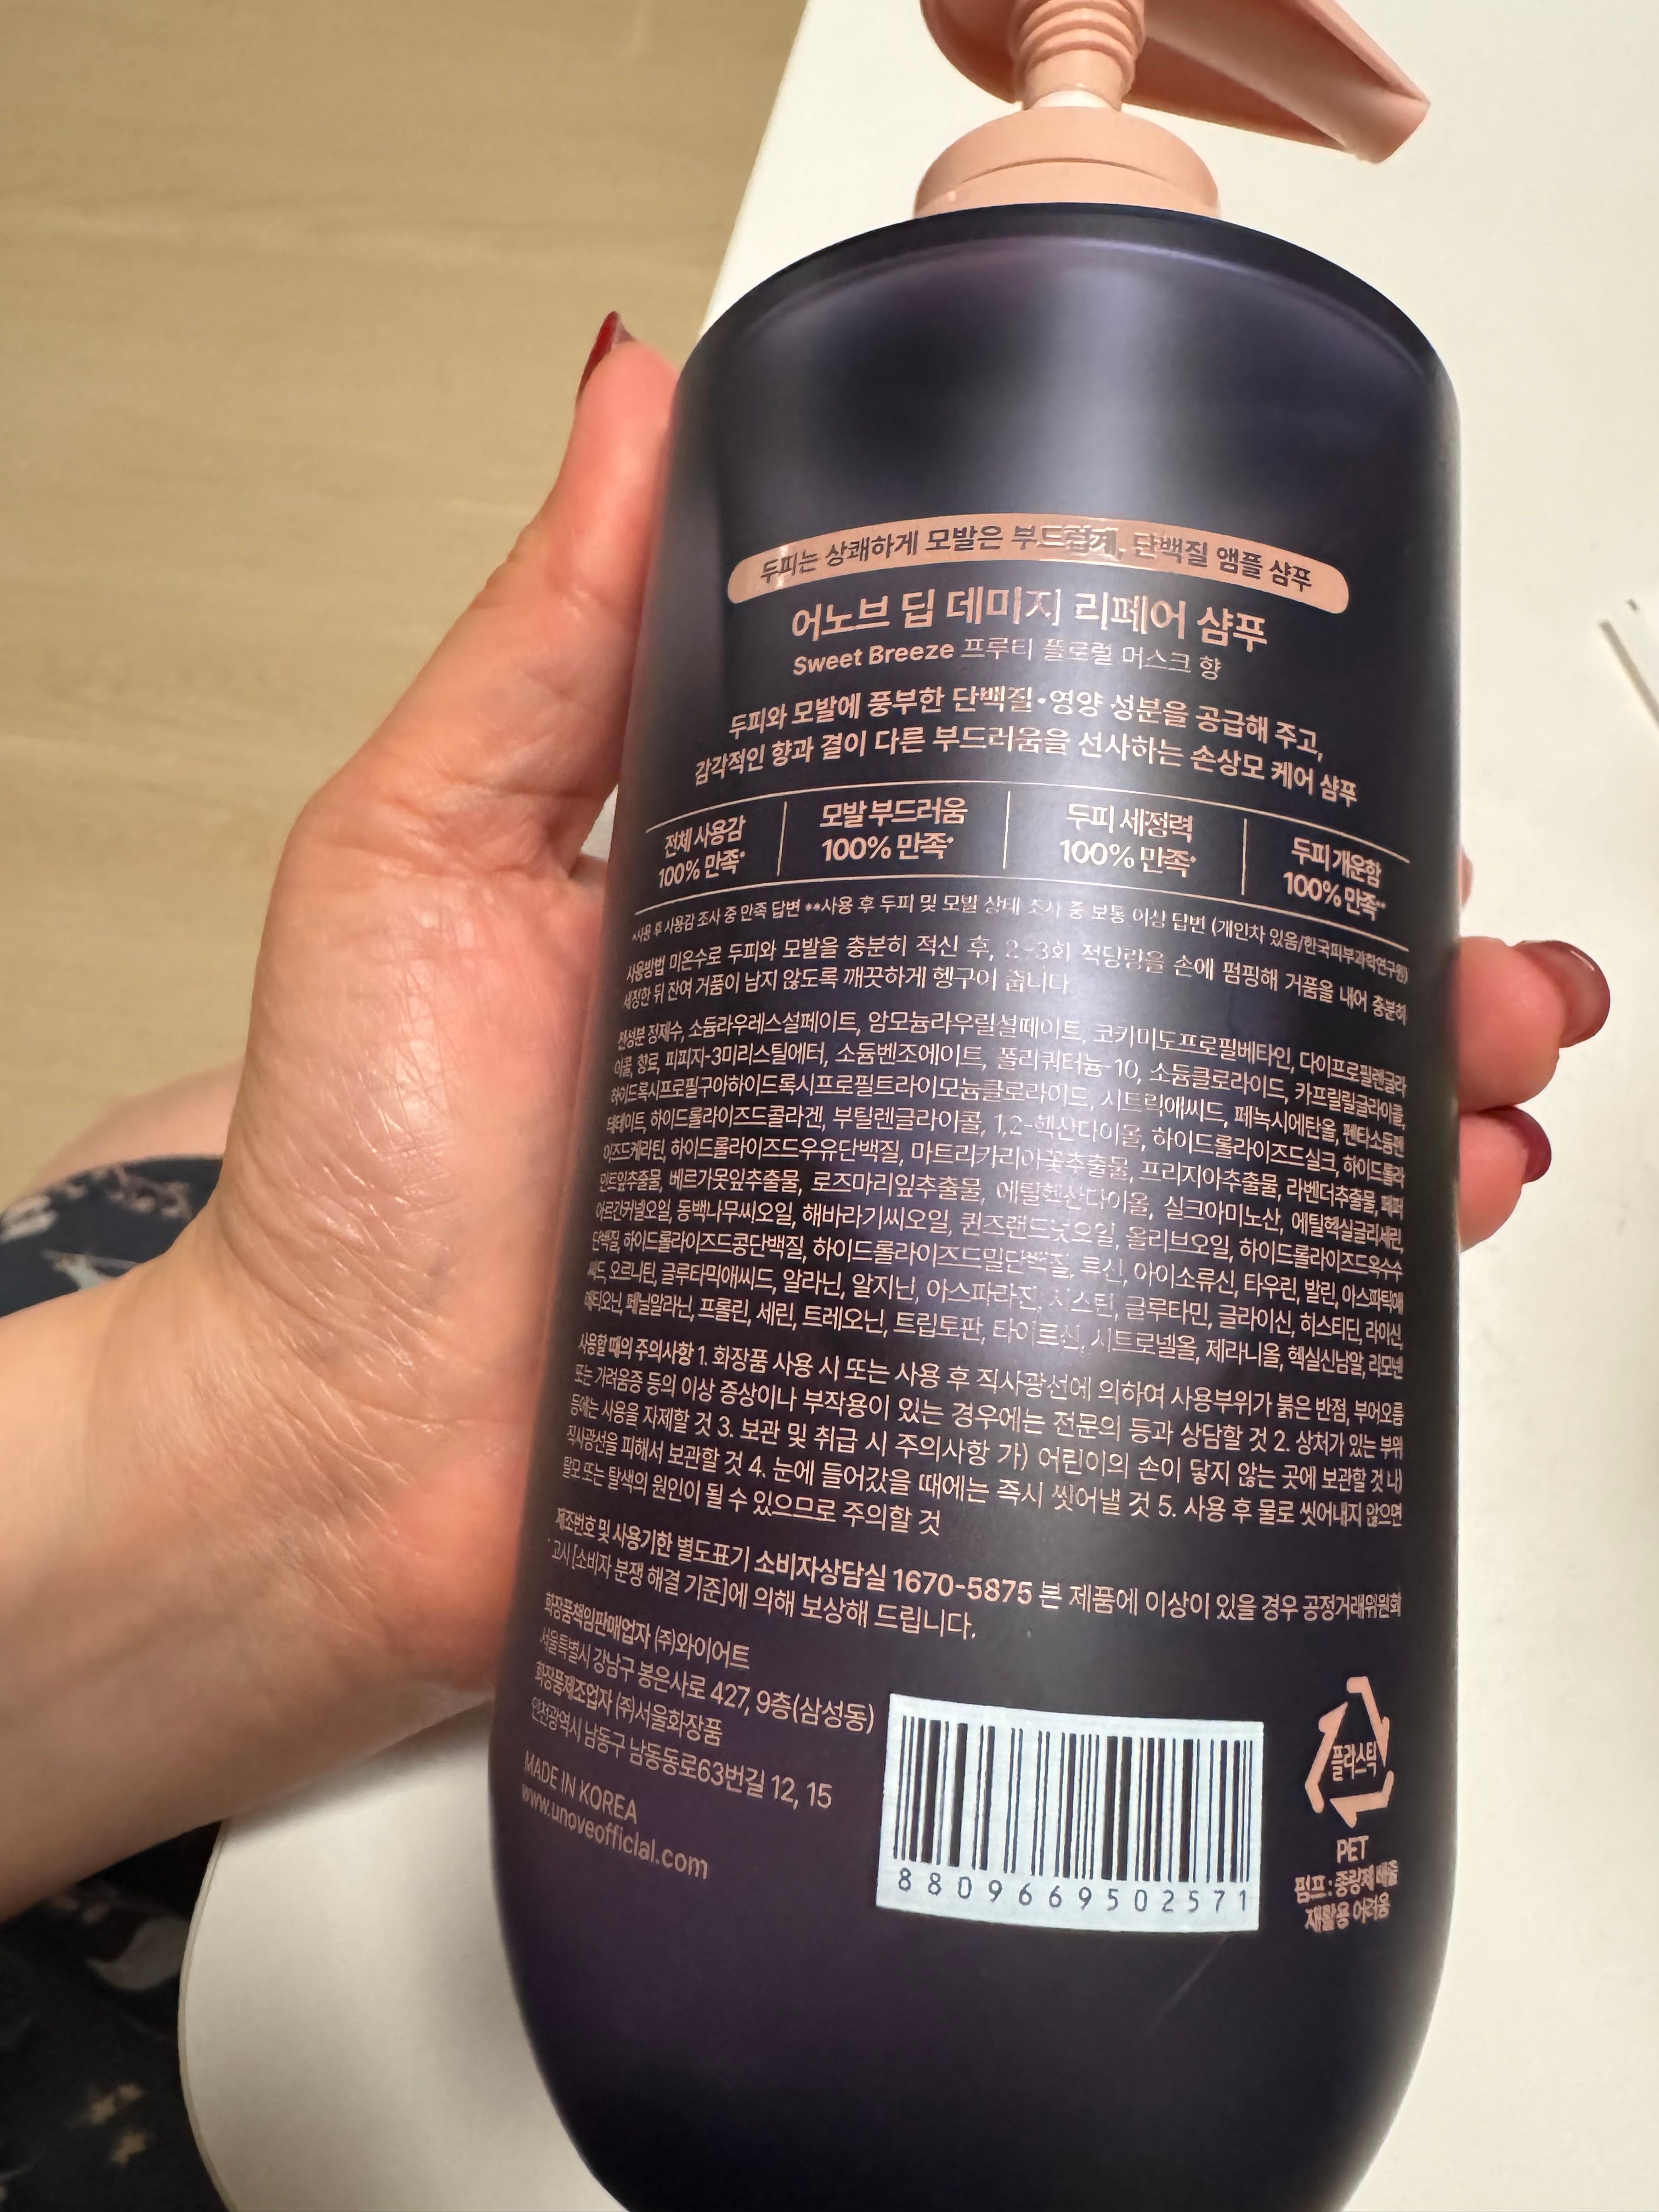 두피는 상쾌하게 모발은 부드럽게, 단백질 앰플 샴푸
어노브 딥 데미지 리페어 샴푸
Sweet Breeze 프루티 플로럴 머스크 향
두피와 모발에 풍부한 단백질•영양 성분을 공급해 주고,
감각적인 향과 결이 다른 부드러움을 선사하는 손상모 케어 샴푸
전체 사용감 100% 만족*
모발 부드러움 100% 만족*
두피 세정력 100% 만족*
두피 개운함 100% 만족**
*사용 후 사용감 조사 중 만족 답변 **사용 후 두피 및 모발 상태 조사 중 보통 이상 답변 (개인차 있음/한국피부과학연구원)
사용방법 미온수로 두피와 모발을 충분히 적신 후, 2-3회 적당량을 손에 펌핑해 거품을 내어 충분히
세정한 뒤 잔여 거품이 남지 않도록 깨끗하게 헹구어 줍니다.
전성분 정제수, 소듐라우레스설페이트, 암모늄라우릴설페이트, 코카미도프로필베타인, 다이프로필렌글라
이콜, 향료, 피피지-3미리스틸에터, 소듐벤조에이트, 폴리쿼터늄-10, 소듐클로라이드, 카프릴릴글라이콜,
하이드록시프로필구아하이드록시프로필트라이모늄클로라이드, 시트릭애씨드, 페녹시에탄올, 펜타소듐펜
테테이트, 하이드롤라이즈드콜라겐, 부틸렌글라이콜, 1,2-헥산다이올, 하이드롤라이즈드실크, 하이드롤라
이즈드케라틴, 하이드롤라이즈드우유단백질, 마트리카리아꽃추출물, 프리지아추출물, 라벤더추출물, 페퍼
민트잎추출물, 베르가못잎추출물, 로즈마리잎추출물, 에틸헥산다이올, 실크아미노산, 에틸헥실글리세린,
아르간커넬오일, 동백나무씨오일, 해바라기씨오일, 퀸즈랜드넛오일, 올리브오일, 하이드롤라이즈드옥수수
단백질, 하이드롤라이즈드콩단백질, 하이드롤라이즈드밀단백질, 류신, 아이소류신, 타우린, 발린, 아스파틱애
씨드, 오르니틴, 글루타믹애씨드, 알라닌, 알지닌, 아스파라진, 시스틴, 글루타민, 글라이신, 히스티딘, 라이신,
메티오닌, 페닐알라닌, 프롤린, 세린, 트레오닌, 트립토판, 타이로신, 시트로넬올, 제라니올, 헥실신남알, 리모넨
사용할 때의 주의사항 1. 화장품 사용 시 또는 사용 후 직사광선에 의하여 사용부위가 붉은 반점, 부어오름
또는 가려움증 등의 이상 증상이나 부작용이 있는 경우에는 전문의 등과 상담할 것 2. 상처가 있는 부위
등에는 사용을 자제할 것 3. 보관 및 취급 시 주의사항 가) 어린이의 손이 닿지 않는 곳에 보관할 것 나)
직사광선을 피해서 보관할 것 4. 눈에 들어갔을 때에는 즉시 씻어낼 것 5. 사용 후 물로 씻어내지 않으면
탈모 또는 탈색의 원인이 될 수 있으므로 주의할 것
제조번호 및 사용기한 별도표기 소비자상담실 1670-5875 본 제품에 이상이 있을 경우 공정거래위원회
고시 [소비자 분쟁 해결 기준]에 의해 보상해 드립니다.
화장품책임판매업자 (주)와이어트
서울특별시 강남구 봉은사로 427, 9층(삼성동)
화장품제조업자 (주)서울화장품
인천광역시 남동구 남동동로63번길 12, 15
MADE IN KOREA
www.unoveofficial.com
8809669502571
플라스틱
PET
펌프 : 종량제 배출
재활용 어려움